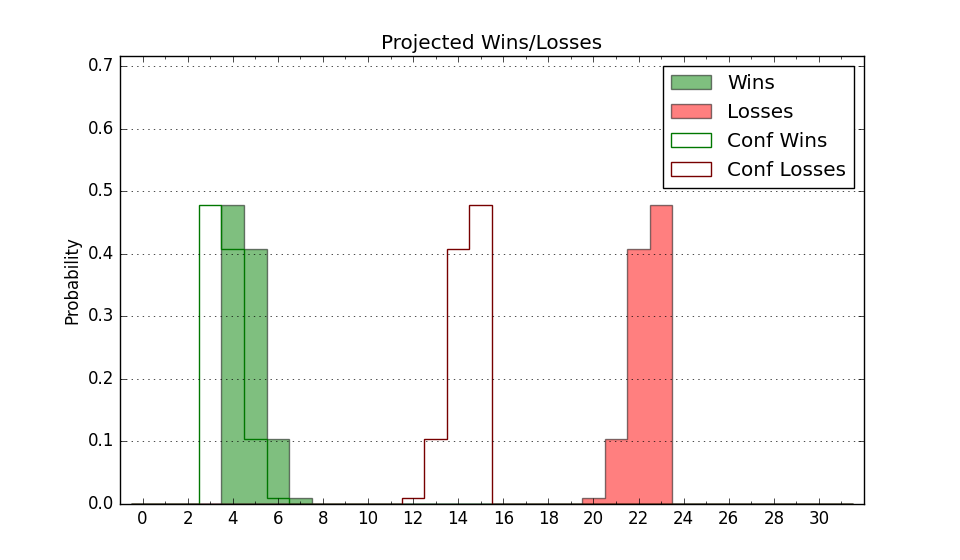 Projected Wins/Losses
0.7
0.6
0.5
0.4
0.3
0.2
0.1
0.0
Probability
Wins
Losses
Conf Wins
Conf Losses
0 2 4 6 8 10 12 14 16 18 20 22 24 26 28 30